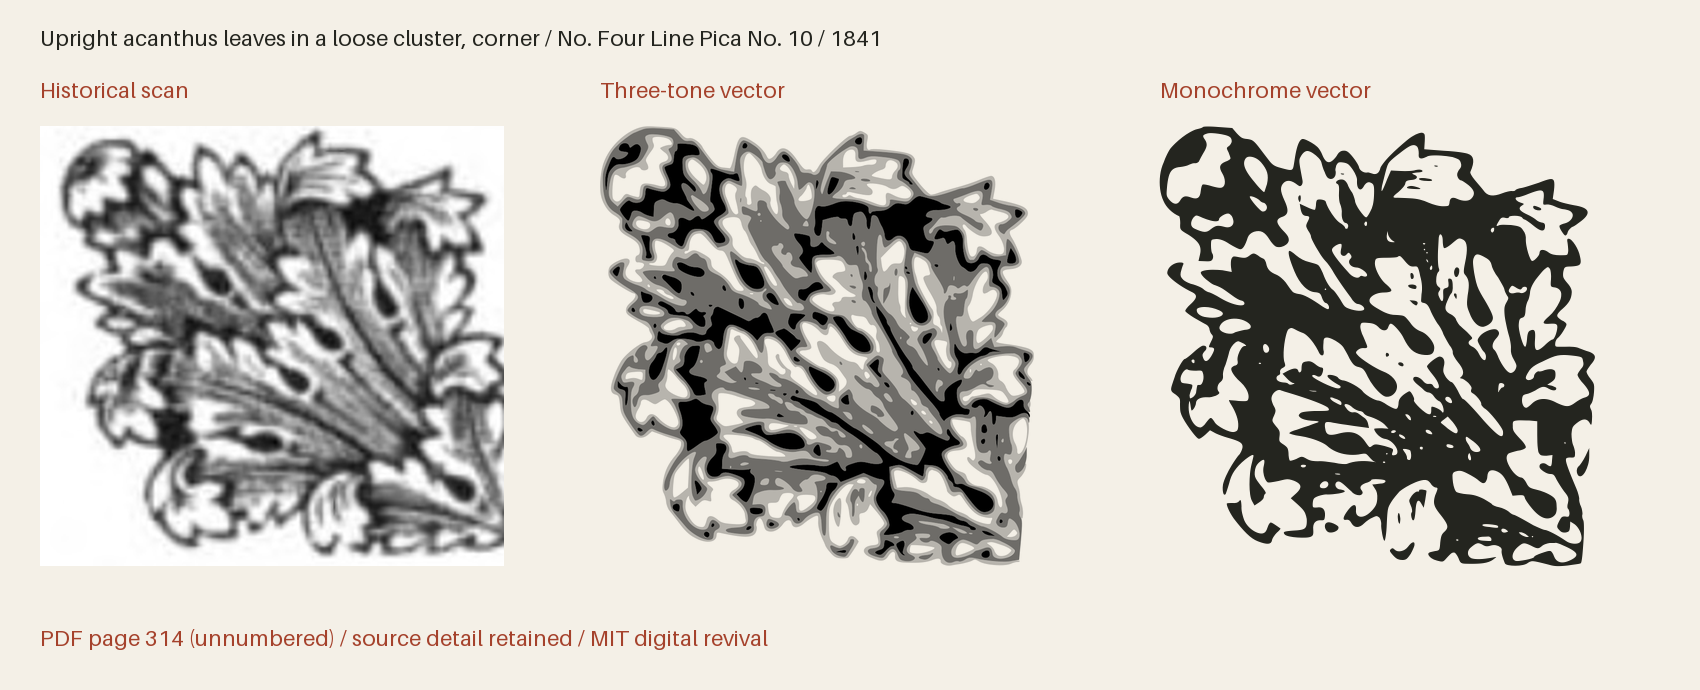 Upright acanthus leaves in a loose cluster, corner / No. Four Line Pica No. 10 / 1841
Historical scan
Three-tone vector
Monochrome vector
PDF page 314 (unnumbered) / source detail retained / MIT digital revival